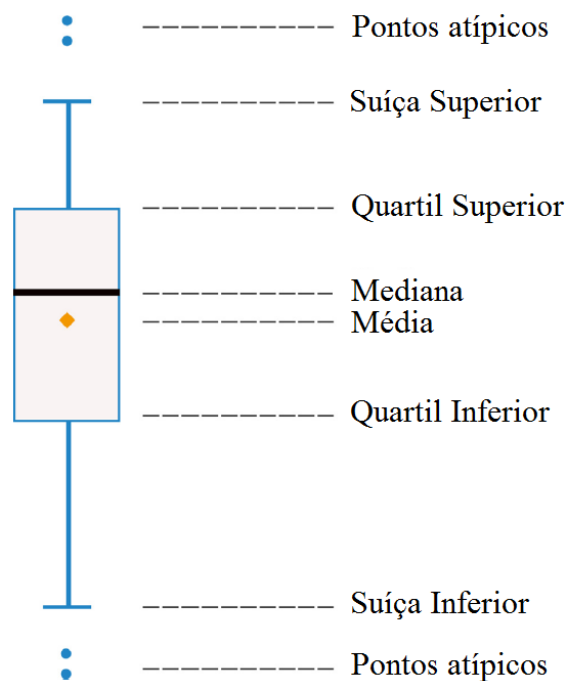 Pontos atípicos
Suíça Superior
Quartil Superior
Mediana
Média
Quartil Inferior
Suíça Inferior
Pontos atípicos